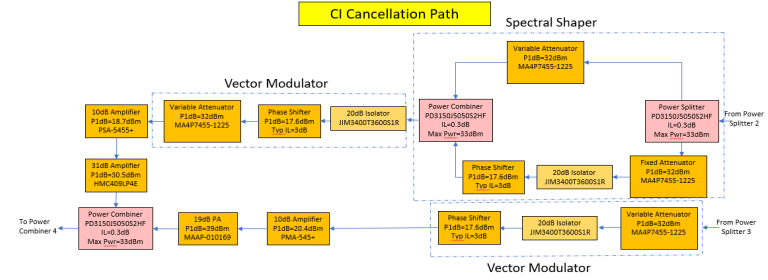 CI Cancellation Path
Spectral Shaper
Variable Attenuator
P1dB=32dBm
MA4P7455-1225
Vector Modulator
10dB Amplifier
P1dB=18.7dBm
PSA-5455+
Variable Attenuator
P1dB=32dBm
MA4P7455-1225
Phase Shifter
P1dB=17.6dBm
Typ IL=3dB
20dB Isolator
JIM3400T3600S1R
Power Combiner
PD3150J5050S2HF
IL=0.3dB
Max Pwr=33dBm
Power Splitter
PD3150J5050S2HF
IL=0.3dB
Max Pwr=33dBm
From Power
Splitter 2
31dB Amplifier
P1dB=30.5dBm
HMC409LP4E
Phase Shifter
P1dB=17.6dBm
Typ IL=3dB
20dB Isolator
JIM3400T3600S1R
Fixed Attenuator
P1dB=32dBm
MA4P7455-1225
To Power
Combiner 4
Power Combiner
PD3150J5050S2HF
IL=0.3dB
Max Pwr=33dBm
19dB PA
P1dB=39dBm
MAAP-010169
10dB Amplifier
P1dB=20.4dBm
PMA-545+
Phase Shifter
P1dB=17.6dBm
Typ IL=3dB
20dB Isolator
JIM3400T3600S1R
Variable Attenuator
P1dB=32dBm
MA4P7455-1225
From Power
Splitter 3
Vector Modulator